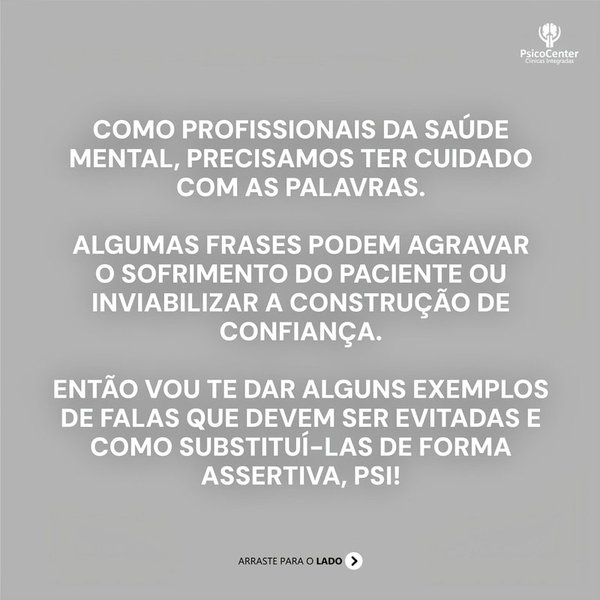 PsicoCenter
Clínicas Integradas
COMO PROFISSIONAIS DA SAÚDE
MENTAL, PRECISAMOS TER CUIDADO
COM AS PALAVRAS.
ALGUMAS FRASES PODEM AGRAVAR
O SOFRIMENTO DO PACIENTE OU
INVIABILIZAR A CONSTRUÇÃO DE
CONFIANÇA.
ENTÃO VOU TE DAR ALGUNS EXEMPLOS
DE FALAS QUE DEVEM SER EVITADAS E
COMO SUBSTITUÍ-LAS DE FORMA
ASSERTIVA, PSI!
ARRASTE PARA O LADO